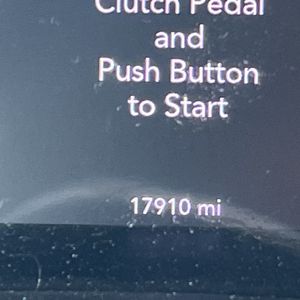 Clutch Pedal
and
Push Button
to Start
17910 mi